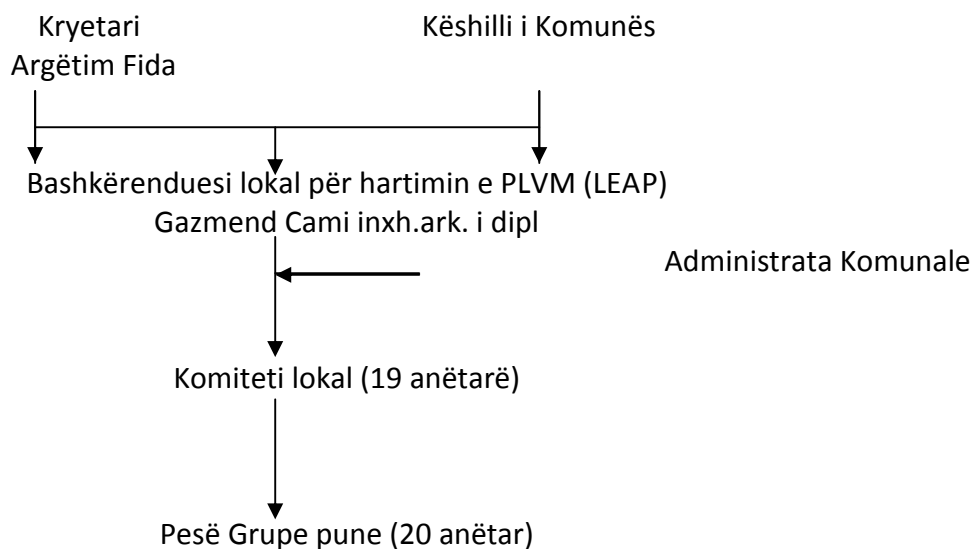 Kryetari
Argëtim Fida
Këshilli i Komunës
Bashkërenduesi lokal për hartimin e PLVM (LEAP)
Gazmend Cami inxh.ark. i dipl
Administrata Komunale
Komiteti lokal (19 anëtarë)
Pesë Grupe pune (20 anëtar)